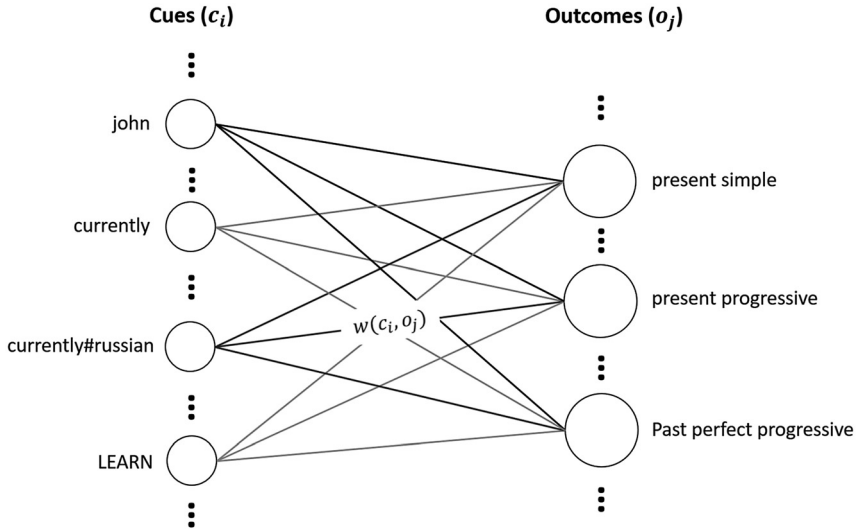 Cues (c_i)
Outcomes (o_j)
john
present simple
currently
present progressive
w(c_i, o_j)
currently#russian
Past perfect progressive
LEARN